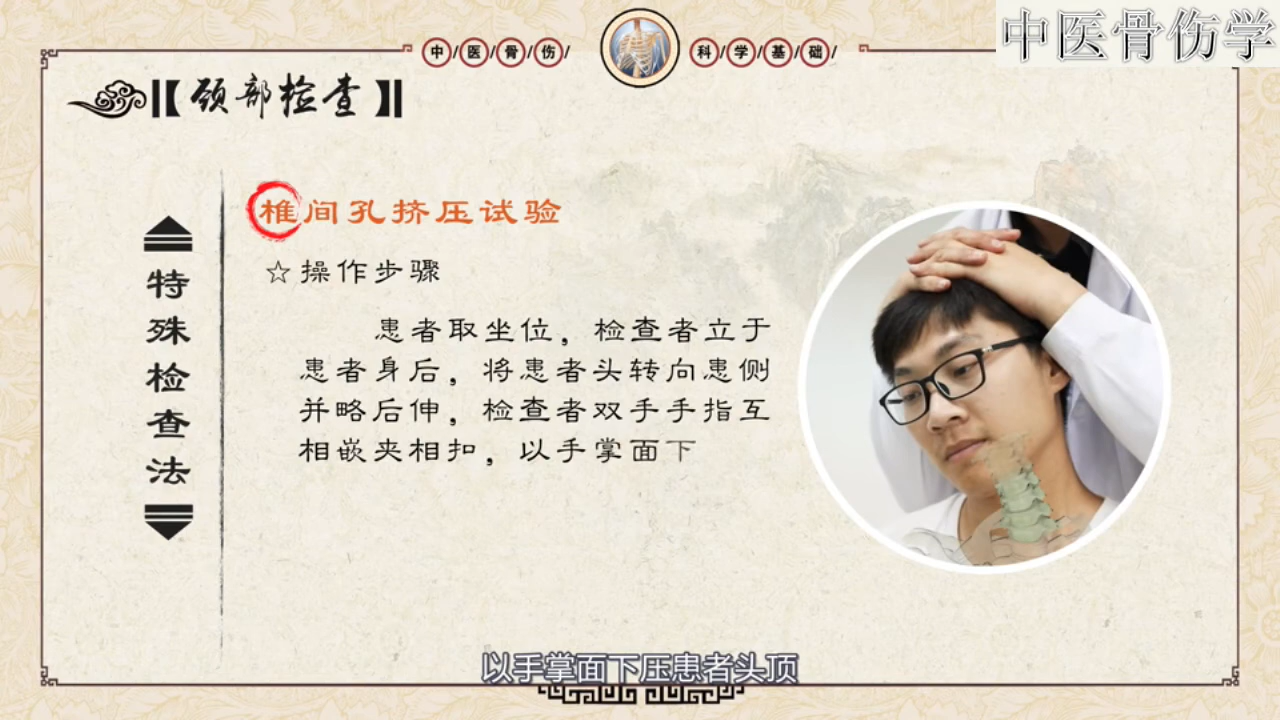 中医骨伤学
中/医/骨/伤/ 科/学/基/础/
【颈部检查】
特殊检查法
椎间孔挤压试验
☆操作步骤
患者取坐位，检查者立于
患者身后，将患者头转向患侧
并略后伸，检查者双手手指互
相嵌夹相扣，以手掌面下
以手掌面下压患者头顶